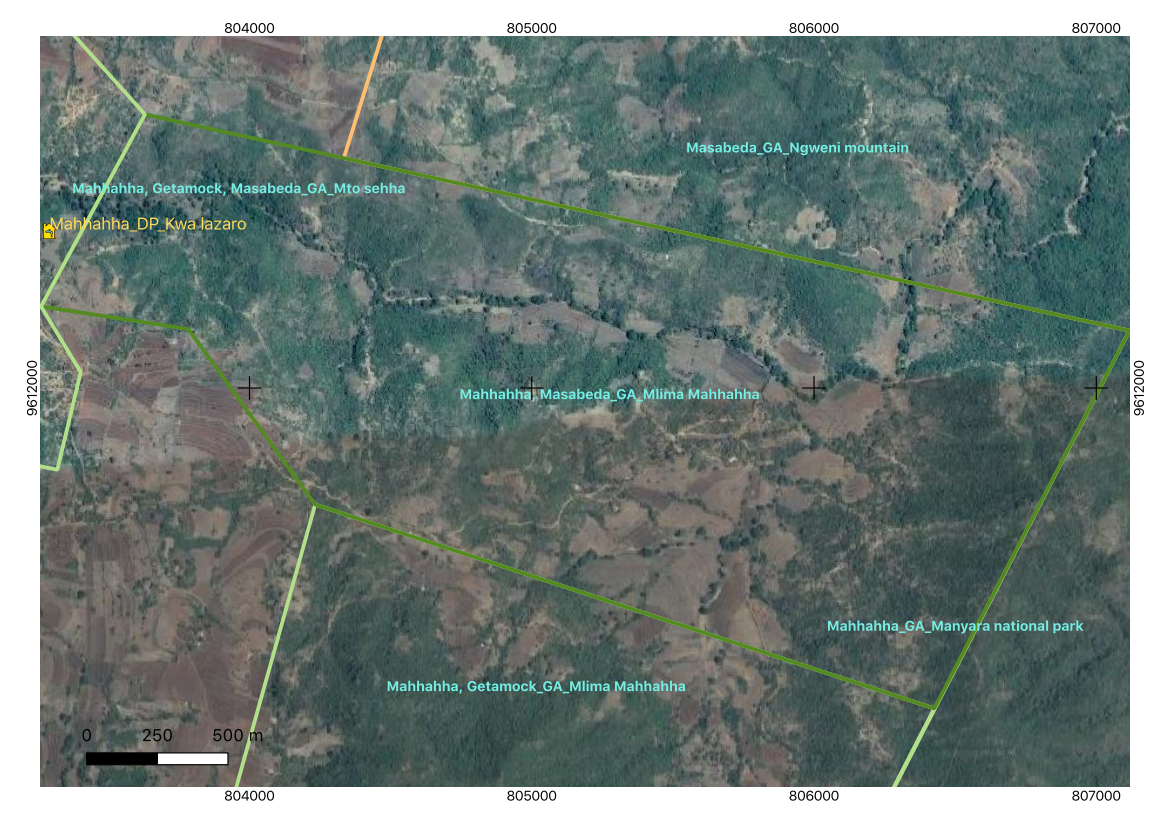 804000 805000 806000 807000
Masabeda_GA_Ngweni mountain
Mahhahha, Getamock, Masabeda_GA_Mto sehha
Mahhahha_DP_Kwa lazaro
9612000 9612000
Mahhahha, Masabeda_GA_Mlima Mahhahha
Mahhahha_GA_Manyara national park
Mahhahha, Getamock_GA_Mlima Mahhahha
0 250 500 m
804000 805000 806000 807000